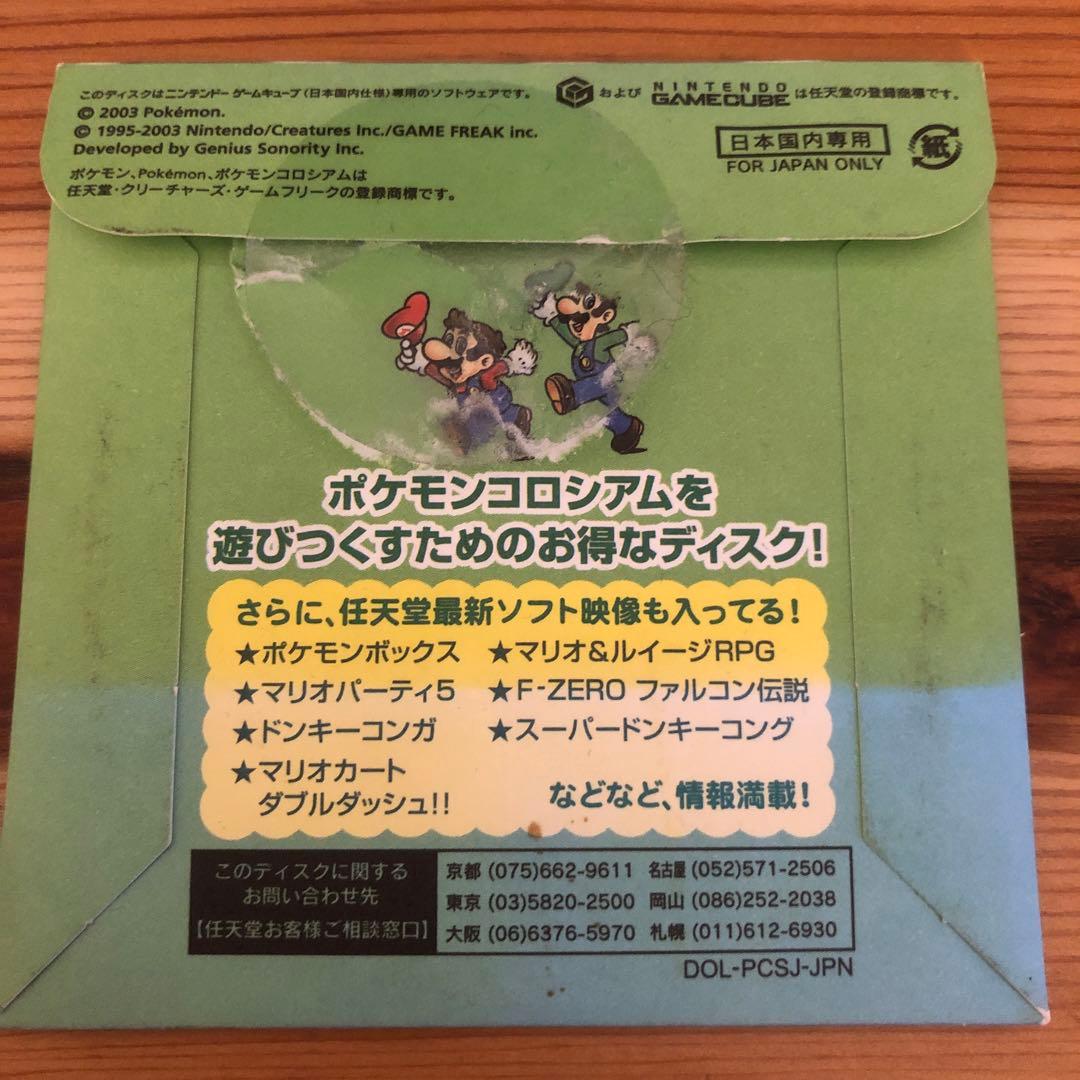 このディスクはニンテンドー ゲームキューブ（日本国内仕様）専用のソフトウェアです。
および NINTENDO GAMECUBE は任天堂の登録商標です。
© 2003 Pokémon.
© 1995-2003 Nintendo/Creatures Inc./GAME FREAK inc.
Developed by Genius Sonority Inc.
ポケモン、Pokémon、ポケモンコロシアムは
任天堂・クリーチャーズ・ゲームフリークの登録商標です。
日本国内専用
FOR JAPAN ONLY
紙
ポケモンコロシアムを
遊びつくすためのお得なディスク！
さらに、任天堂最新ソフト映像も入ってる！
★ポケモンボックス ★マリオ&ルイージRPG
★マリオパーティ5 ★F-ZERO ファルコン伝説
★ドンキーコンガ ★スーパードンキーコング
★マリオカート
ダブルダッシュ!!
などなど、情報満載！
このディスクに関する
お問い合わせ先
【任天堂お客様ご相談窓口】
京都 (075)662-9611 名古屋 (052)571-2506
東京 (03)5820-2500 岡山 (086)252-2038
大阪 (06)6376-5970 札幌 (011)612-6930
DOL-PCSJ-JPN